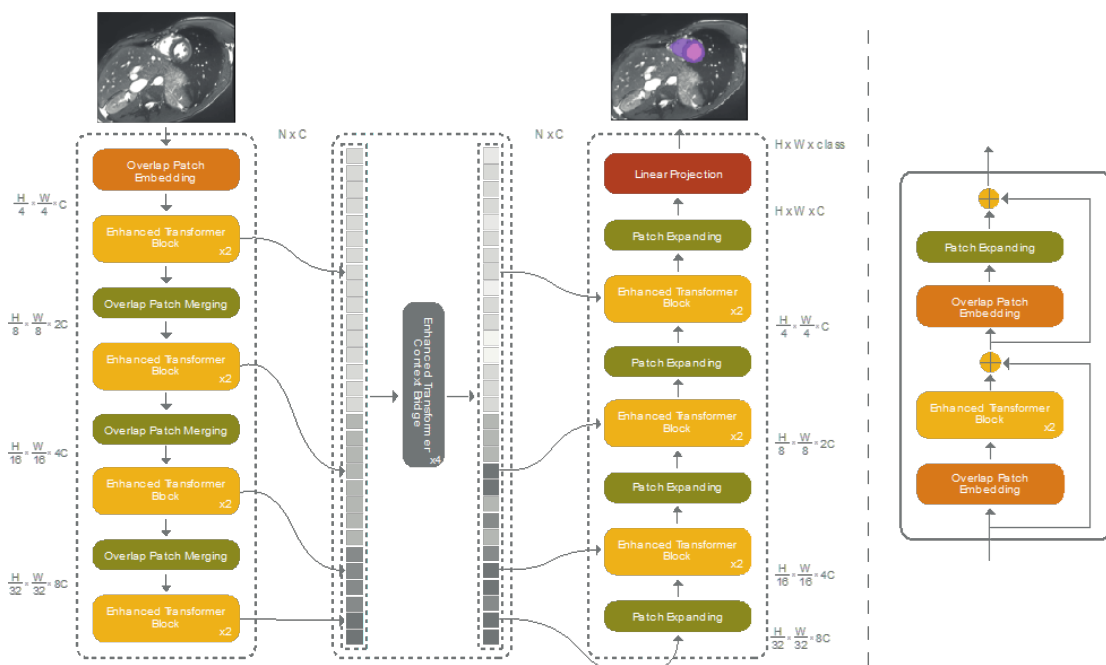 N x C
N x C
H x W x class
Overlap Patch
Embedding
H/4 * W/4 * C
Enhanced Transformer
Block
x2
Overlap Patch Merging
H/8 * W/8 * 2C
Enhanced Transformer
Block
x2
Overlap Patch Merging
H/16 * W/16 * 4C
Enhanced Transformer
Block
x2
Overlap Patch Merging
H/32 * W/32 * 8C
Enhanced Transformer
Block
x2
Enhanced Transformer
Context Bridge
x4
Linear Projection
H x W x C
Patch Expanding
Enhanced Transformer
Block
x2
H/4 * W/4 * C
Patch Expanding
Enhanced Transformer
Block
x2
H/8 * W/8 * 2C
Patch Expanding
Enhanced Transformer
Block
x2
H/16 * W/16 * 4C
Patch Expanding
H/32 * W/32 * 8C
Patch Expanding
Overlap Patch
Embedding
Enhanced Transformer
Block
x2
Overlap Patch
Embedding